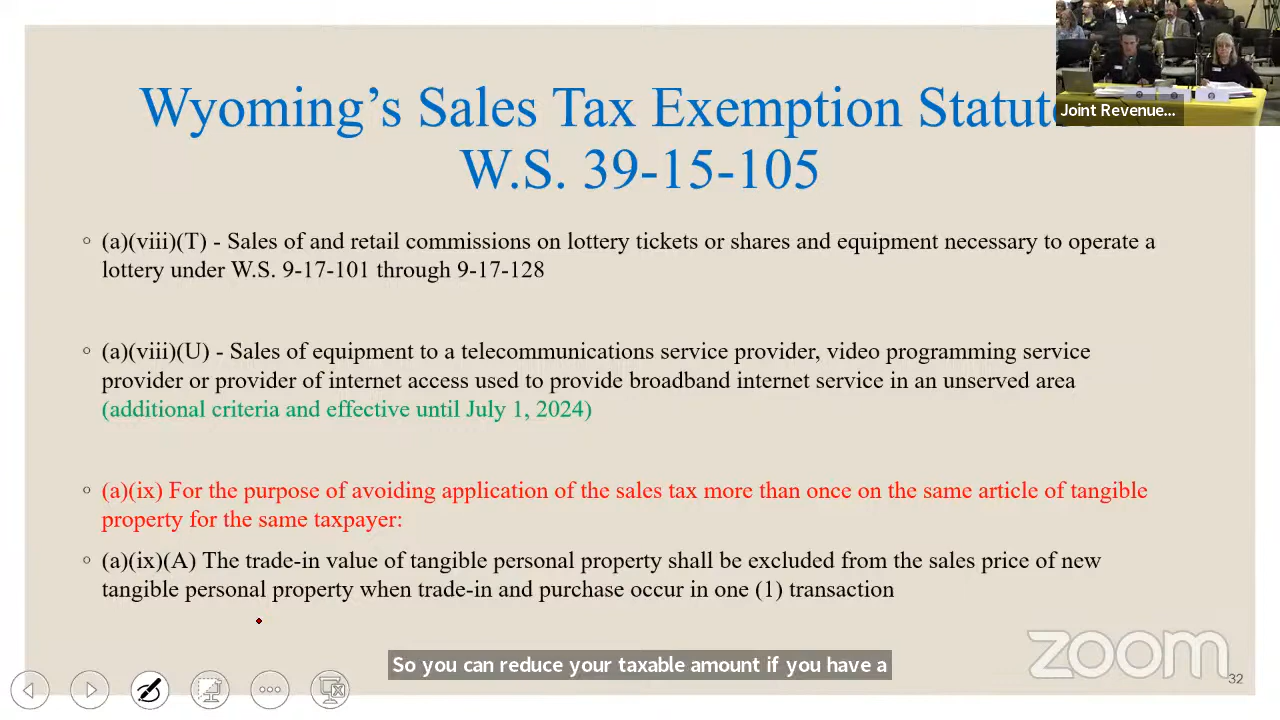 Wyoming's Sales Tax Exemption Statute
W.S. 39-15-105
Joint Revenue...
(a)(viii)(T) - Sales of and retail commissions on lottery tickets or shares and equipment necessary to operate a
lottery under W.S. 9-17-101 through 9-17-128
(a)(viii)(U) - Sales of equipment to a telecommunications service provider, video programming service
provider or provider of internet access used to provide broadband internet service in an unserved area
(additional criteria and effective until July 1, 2024)
(a)(ix) For the purpose of avoiding application of the sales tax more than once on the same article of tangible
property for the same taxpayer:
(a)(ix)(A) The trade-in value of tangible personal property shall be excluded from the sales price of new
tangible personal property when trade-in and purchase occur in one (1) transaction
So you can reduce your taxable amount if you have a
zoom
32